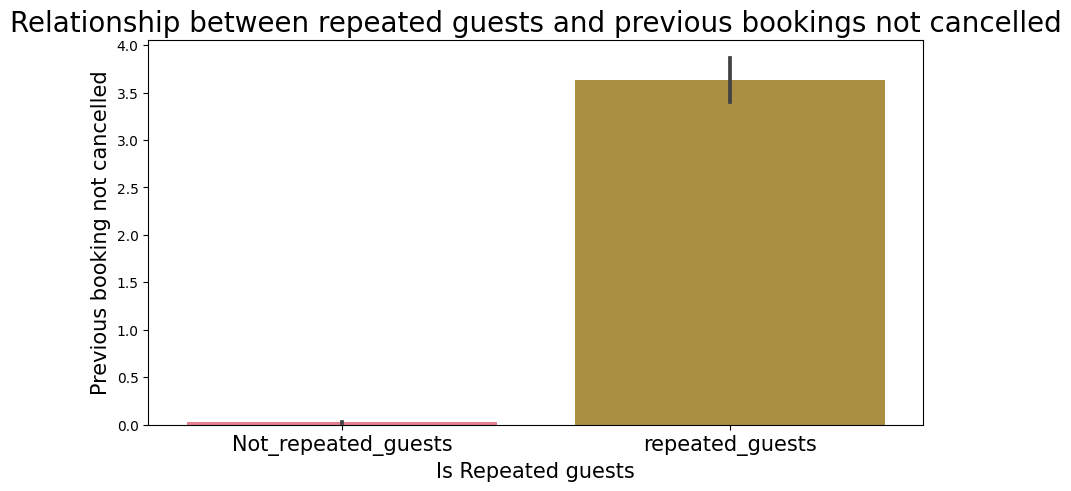 Relationship between repeated guests and previous bookings not cancelled
Previous booking not cancelled
4.0
3.5
3.0
2.5
2.0
1.5
1.0
0.5
0.0
Not_repeated_guests
repeated_guests
Is Repeated guests